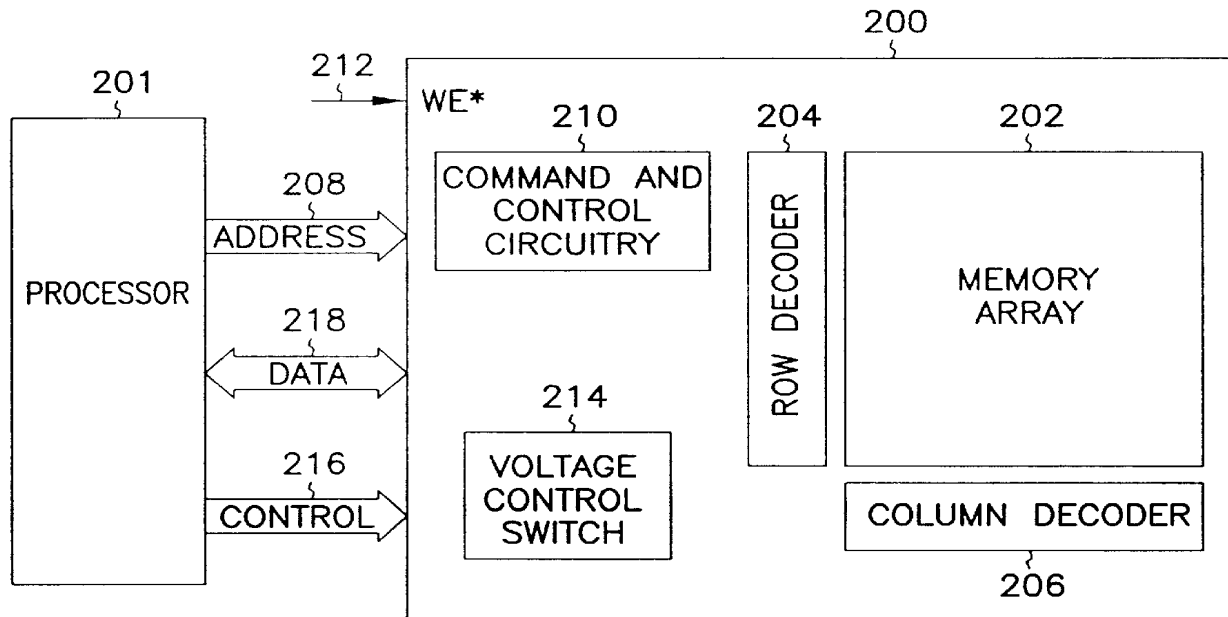 200
201
212
WE*
210
204
202
COMMAND AND
CONTROL
CIRCUITRY
208
ADDRESS
ROW DECODER
MEMORY
ARRAY
PROCESSOR
218
DATA
214
VOLTAGE
CONTROL
SWITCH
216
CONTROL
COLUMN DECODER
206